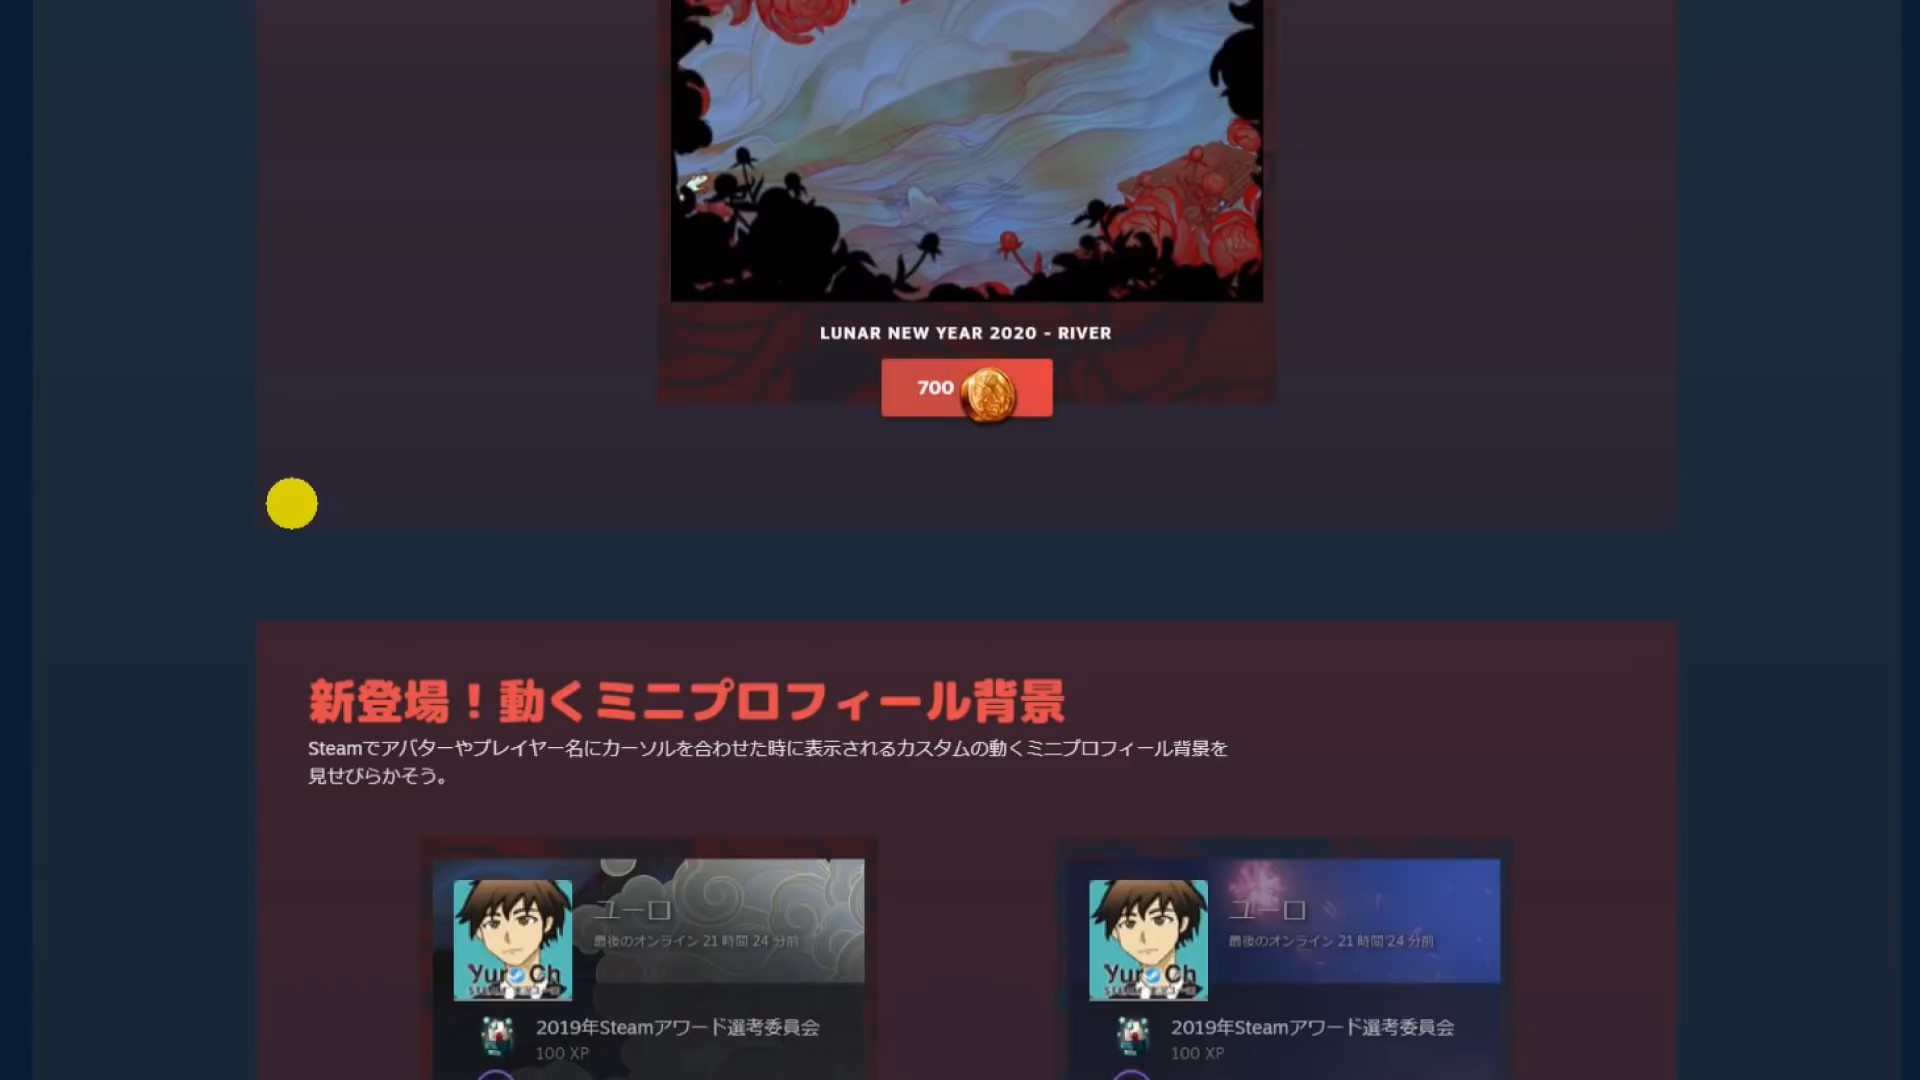 LUNAR NEW YEAR 2020 - RIVER
700
新登場！動くミニプロフィール背景
Steamでアバターやプレイヤー名にカーソルを合わせた時に表示されるカスタムの動くミニプロフィール背景を
見せびらかそう。
ユーロ
最後のオンライン 21 時間 24 分前
Yuro Ch
2019年Steamアワード選考委員会
100 XP
ユーロ
最後のオンライン 21 時間 24 分前
Yuro Ch
2019年Steamアワード選考委員会
100 XP